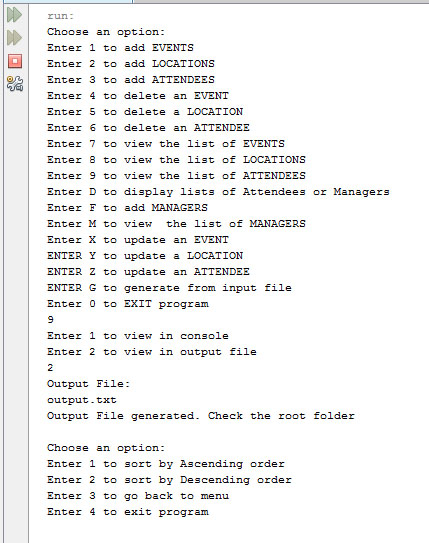 run:
Choose an option:
Enter 1 to add EVENTS
Enter 2 to add LOCATIONS
Enter 3 to add ATTENDEES
Enter 4 to delete an EVENT
Enter 5 to delete a LOCATION
Enter 6 to delete an ATTENDEE
Enter 7 to view the list of EVENTS
Enter 8 to view the list of LOCATIONS
Enter 9 to view the list of ATTENDEES
Enter D to display lists of Attendees or Managers
Enter F to add MANAGERS
Enter M to view  the list of MANAGERS
Enter X to update an EVENT
ENTER Y to update a LOCATION
ENTER Z to update an ATTENDEE
ENTER G to generate from input file
Enter 0 to EXIT program
9
Enter 1 to view in console
Enter 2 to view in output file
2
Output File:
output.txt
Output File generated. Check the root folder
Choose an option:
Enter 1 to sort by Ascending order
Enter 2 to sort by Descending order
Enter 3 to go back to menu
Enter 4 to exit program